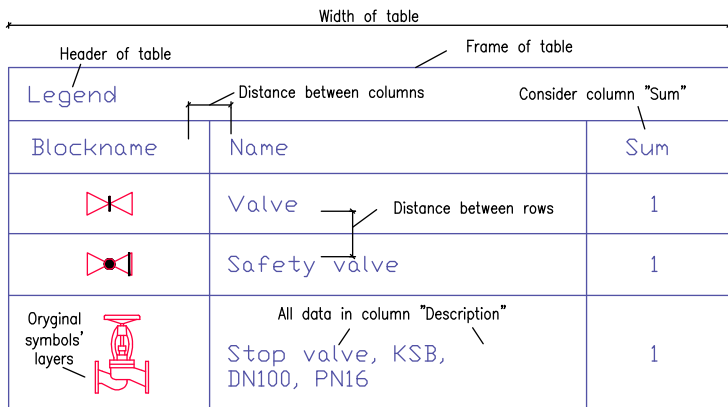 Width of table
Header of table
Frame of table
Legend
Distance between columns
Consider column "Sum"
Blockname
Name
Sum
Valve
Distance between rows
1
Safety valve
1
Oryginal
symbols'
layers
All data in column "Description"
Stop valve, KSB,
DN100, PN16
1